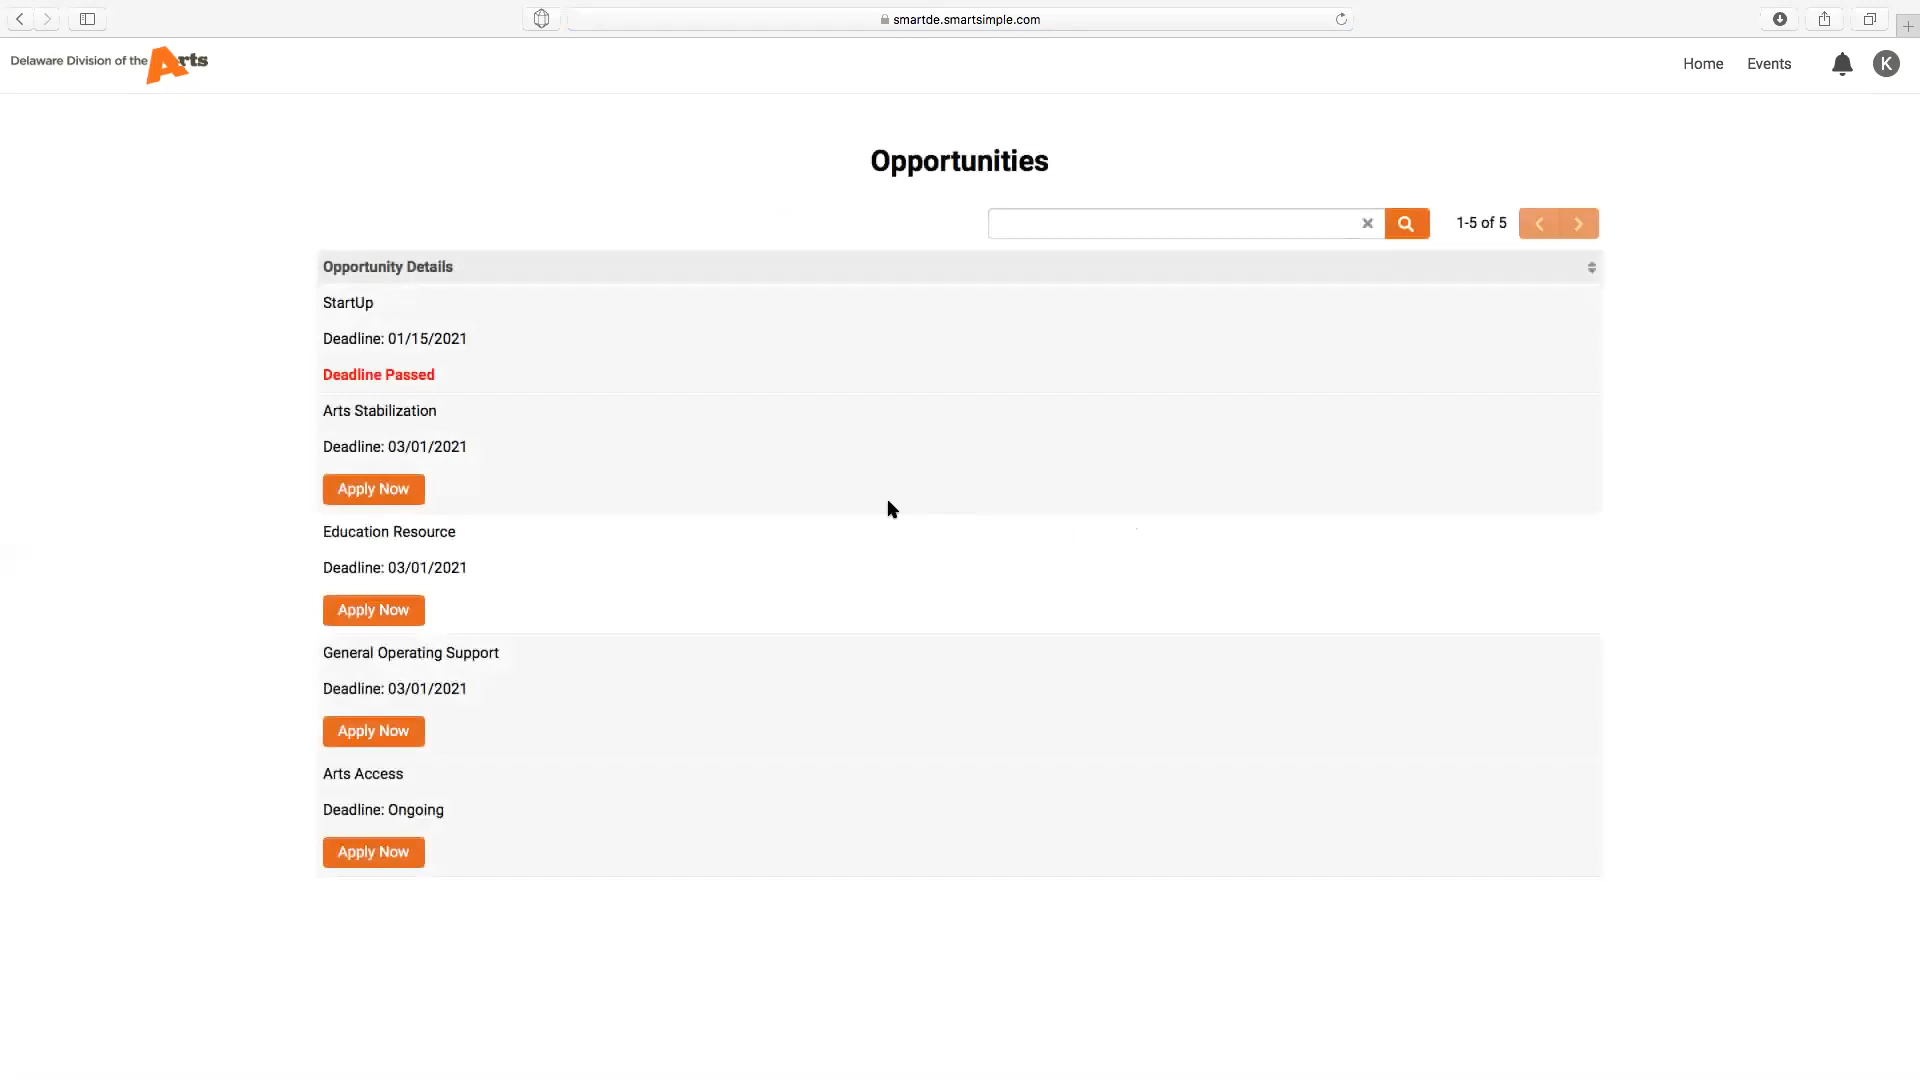 smartde.smartsimple.com
Delaware Division of the Arts
Home
Events
K
Opportunities
1-5 of 5
Opportunity Details
StartUp
Deadline: 01/15/2021
Deadline Passed
Arts Stabilization
Deadline: 03/01/2021
Apply Now
Education Resource
Deadline: 03/01/2021
Apply Now
General Operating Support
Deadline: 03/01/2021
Apply Now
Arts Access
Deadline: Ongoing
Apply Now